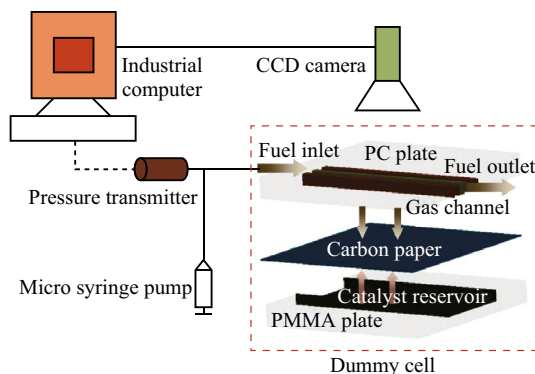 Industrial
computer
CCD camera
Fuel inlet
PC plate
Fuel outlet
Pressure transmitter
Gas channel
Carbon paper
Micro syringe pump
Catalyst reservoir
PMMA plate
Dummy cell